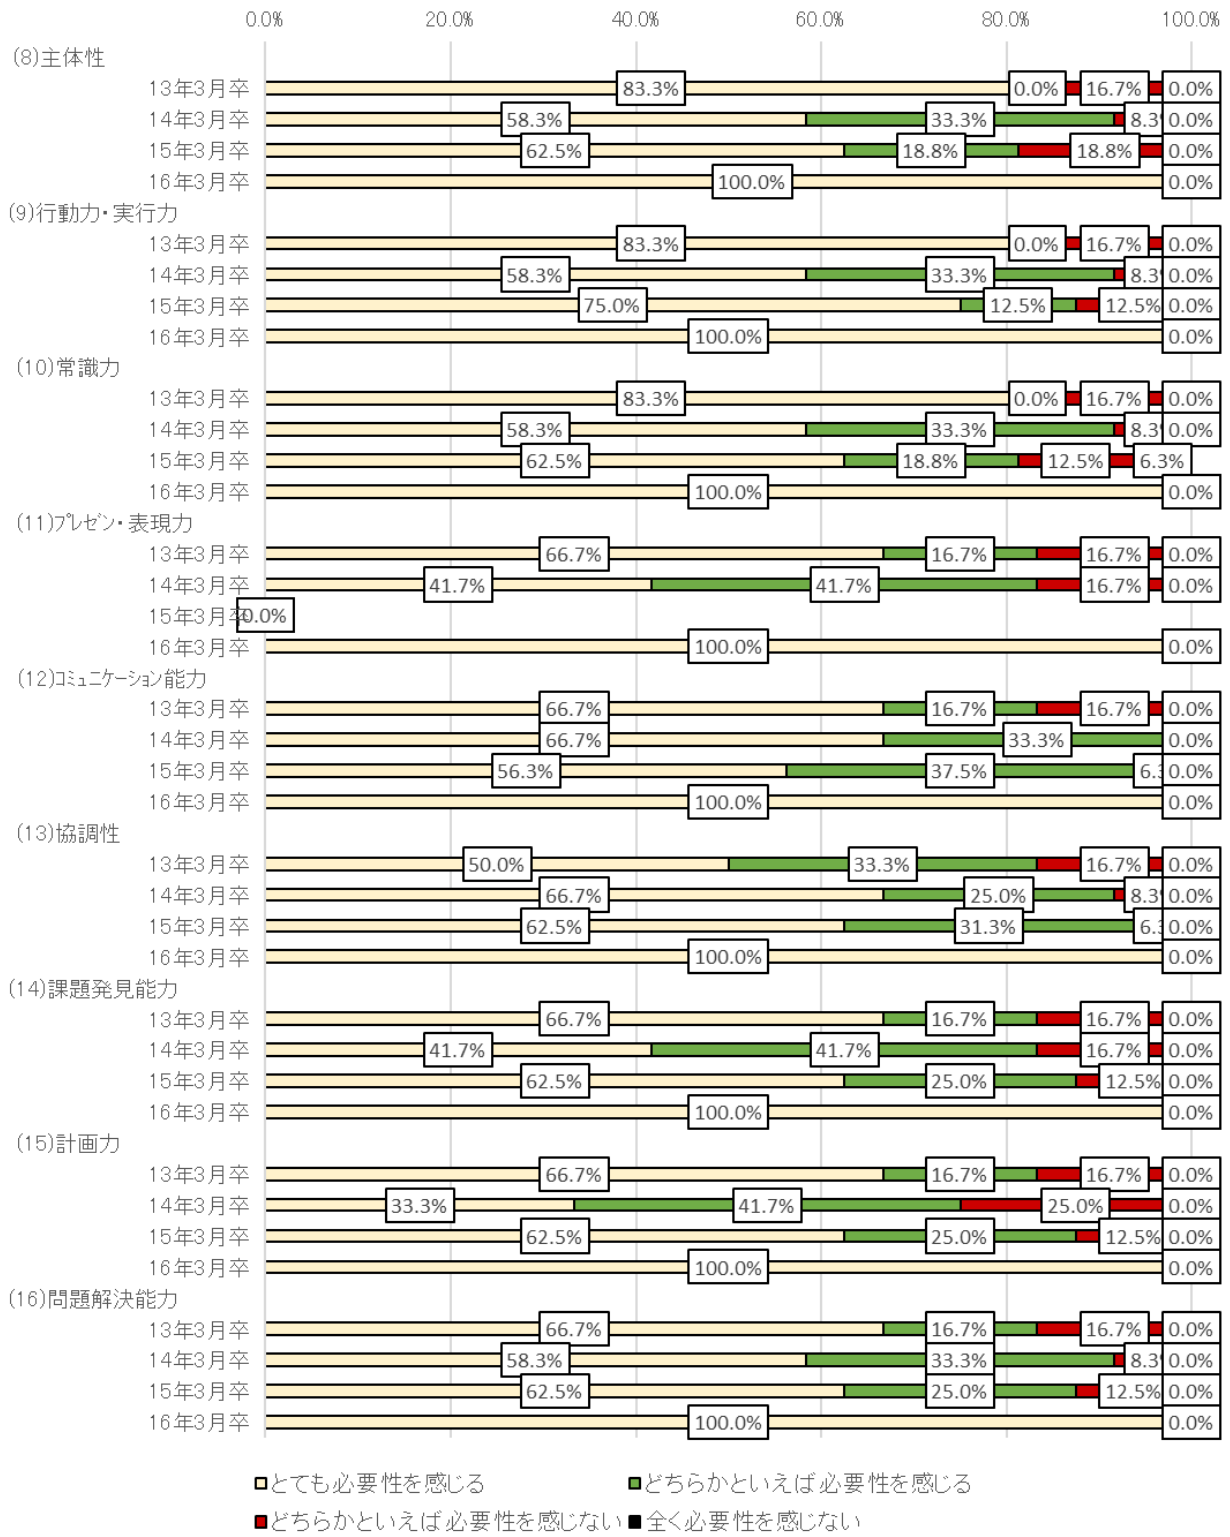 0.0% 20.0% 40.0% 60.0% 80.0% 100.0%
(8)主体性
13年3月卒 83.3% 0.0% 16.7% 0.0%
14年3月卒 58.3% 33.3% 8.3 0.0%
15年3月卒 62.5% 18.8% 18.8% 0.0%
16年3月卒 100.0% 0.0%
(9)行動力・実行力
13年3月卒 83.3% 0.0% 16.7% 0.0%
14年3月卒 58.3% 33.3% 8.3 0.0%
15年3月卒 75.0% 12.5% 12.5% 0.0%
16年3月卒 100.0% 0.0%
(10)常識力
13年3月卒 83.3% 0.0% 16.7% 0.0%
14年3月卒 58.3% 33.3% 8.3 0.0%
15年3月卒 62.5% 18.8% 12.5% 6.3%
16年3月卒 100.0% 0.0%
(11)プレゼン・表現力
13年3月卒 66.7% 16.7% 16.7% 0.0%
14年3月卒 41.7% 41.7% 16.7% 0.0%
15年3月卒 0.0%
16年3月卒 100.0% 0.0%
(12)コミュニケーション能力
13年3月卒 66.7% 16.7% 16.7% 0.0%
14年3月卒 66.7% 33.3% 0.0%
15年3月卒 56.3% 37.5% 6.3 0.0%
16年3月卒 100.0% 0.0%
(13)協調性
13年3月卒 50.0% 33.3% 16.7% 0.0%
14年3月卒 66.7% 25.0% 8.3 0.0%
15年3月卒 62.5% 31.3% 6.3 0.0%
16年3月卒 100.0% 0.0%
(14)課題発見能力
13年3月卒 66.7% 16.7% 16.7% 0.0%
14年3月卒 41.7% 41.7% 16.7% 0.0%
15年3月卒 62.5% 25.0% 12.5% 0.0%
16年3月卒 100.0% 0.0%
(15)計画力
13年3月卒 66.7% 16.7% 16.7% 0.0%
14年3月卒 33.3% 41.7% 25.0% 0.0%
15年3月卒 62.5% 25.0% 12.5% 0.0%
16年3月卒 100.0% 0.0%
(16)問題解決能力
13年3月卒 66.7% 16.7% 16.7% 0.0%
14年3月卒 58.3% 33.3% 8.3 0.0%
15年3月卒 62.5% 25.0% 12.5% 0.0%
16年3月卒 100.0% 0.0%
とても必要性を感じる どちらかといえば必要性を感じる
どちらかといえば必要性を感じない 全く必要性を感じない